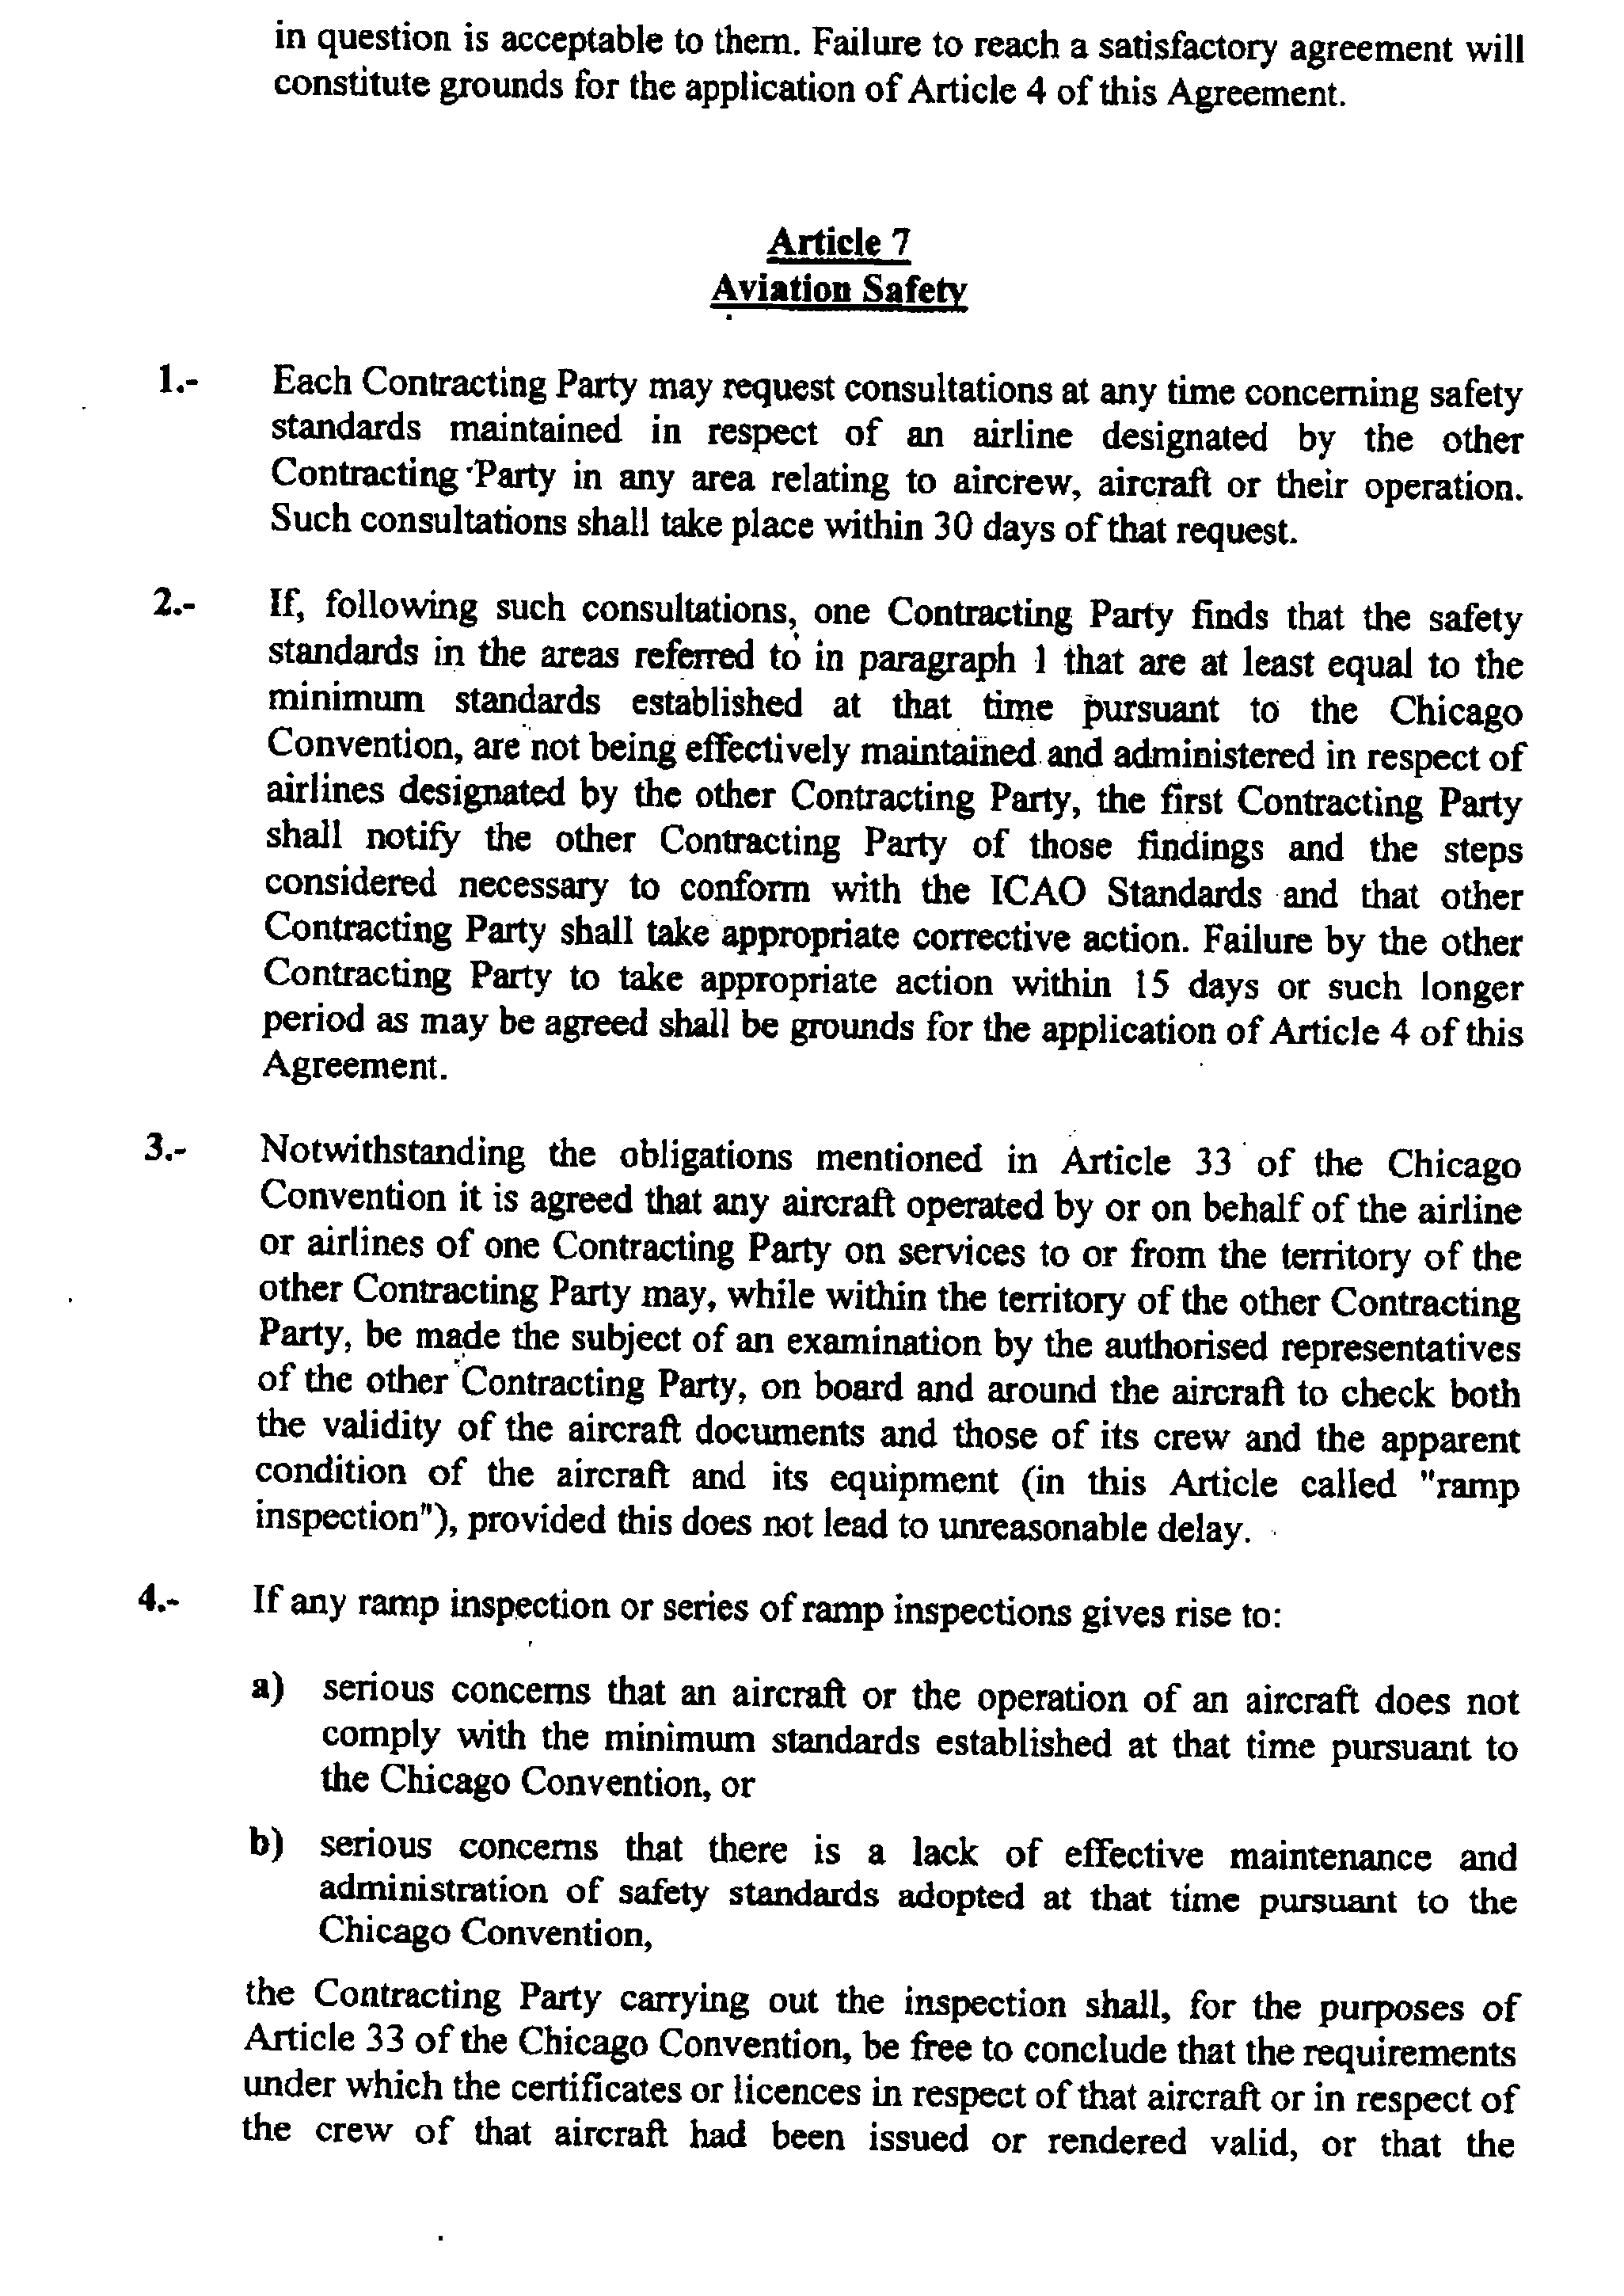 in question is acceptable to them. Failure to reach a satisfactory agreement will
constitute grounds for the application of Article 4 of this Agreement.
Article 7
Aviation Safety
1.- Each Contracting Party may request consultations at any time concerning safety
standards maintained in respect of an airline designated by the other
Contracting Party in any area relating to aircrew, aircraft or their operation.
Such consultations shall take place within 30 days of that request.
2.- If, following such consultations, one Contracting Party finds that the safety
standards in the areas referred to in paragraph 1 that are at least equal to the
minimum standards established at that time pursuant to the Chicago
Convention, are not being effectively maintained and administered in respect of
airlines designated by the other Contracting Party, the first Contracting Party
shall notify the other Contracting Party of those findings and the steps
considered necessary to conform with the ICAO Standards and that other
Contracting Party shall take appropriate corrective action. Failure by the other
Contracting Party to take appropriate action within 15 days or such longer
period as may be agreed shall be grounds for the application of Article 4 of this
Agreement.
3.- Notwithstanding the obligations mentioned in Article 33 of the Chicago
Convention it is agreed that any aircraft operated by or on behalf of the airline
or airlines of one Contracting Party on services to or from the territory of the
other Contracting Party may, while within the territory of the other Contracting
Party, be made the subject of an examination by the authorised representatives
of the other Contracting Party, on board and around the aircraft to check both
the validity of the aircraft documents and those of its crew and the apparent
condition of the aircraft and its equipment (in this Article called "ramp
inspection"), provided this does not lead to unreasonable delay.
4.- If any ramp inspection or series of ramp inspections gives rise to:
a) serious concerns that an aircraft or the operation of an aircraft does not
comply with the minimum standards established at that time pursuant to
the Chicago Convention, or
b) serious concerns that there is a lack of effective maintenance and
administration of safety standards adopted at that time pursuant to the
Chicago Convention,
the Contracting Party carrying out the inspection shall, for the purposes of
Article 33 of the Chicago Convention, be free to conclude that the requirements
under which the certificates or licences in respect of that aircraft or in respect of
the crew of that aircraft had been issued or rendered valid, or that the